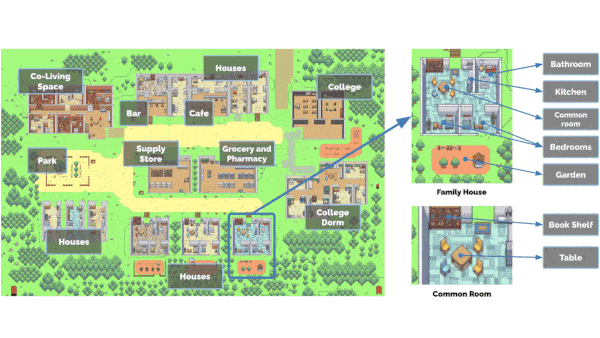 Co-Living
Space
Houses
College
Bar
Cafe
Park
Supply
Store
Grocery and
Pharmacy
College
Dorm
Houses
Houses
Bathroom
Kitchen
Common
room
Bedrooms
Garden
Family House
Book Shelf
Table
Common Room